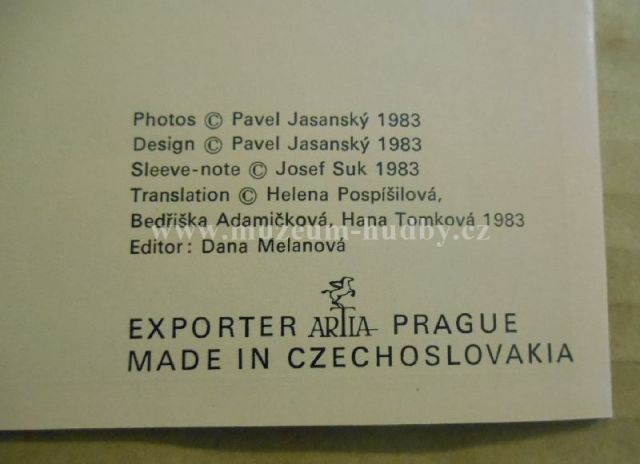 Photos © Pavel Jasanský 1983
Design © Pavel Jasanský 1983
Sleeve-note © Josef Suk 1983
Translation © Helena Pospíšilová,
Bedřiška Adamičková, Hana Tomková 1983
www.muzeum-hudby.cz
Editor: Dana Melanová
EXPORTER ARTIA PRAGUE
MADE IN CZECHOSLOVAKIA